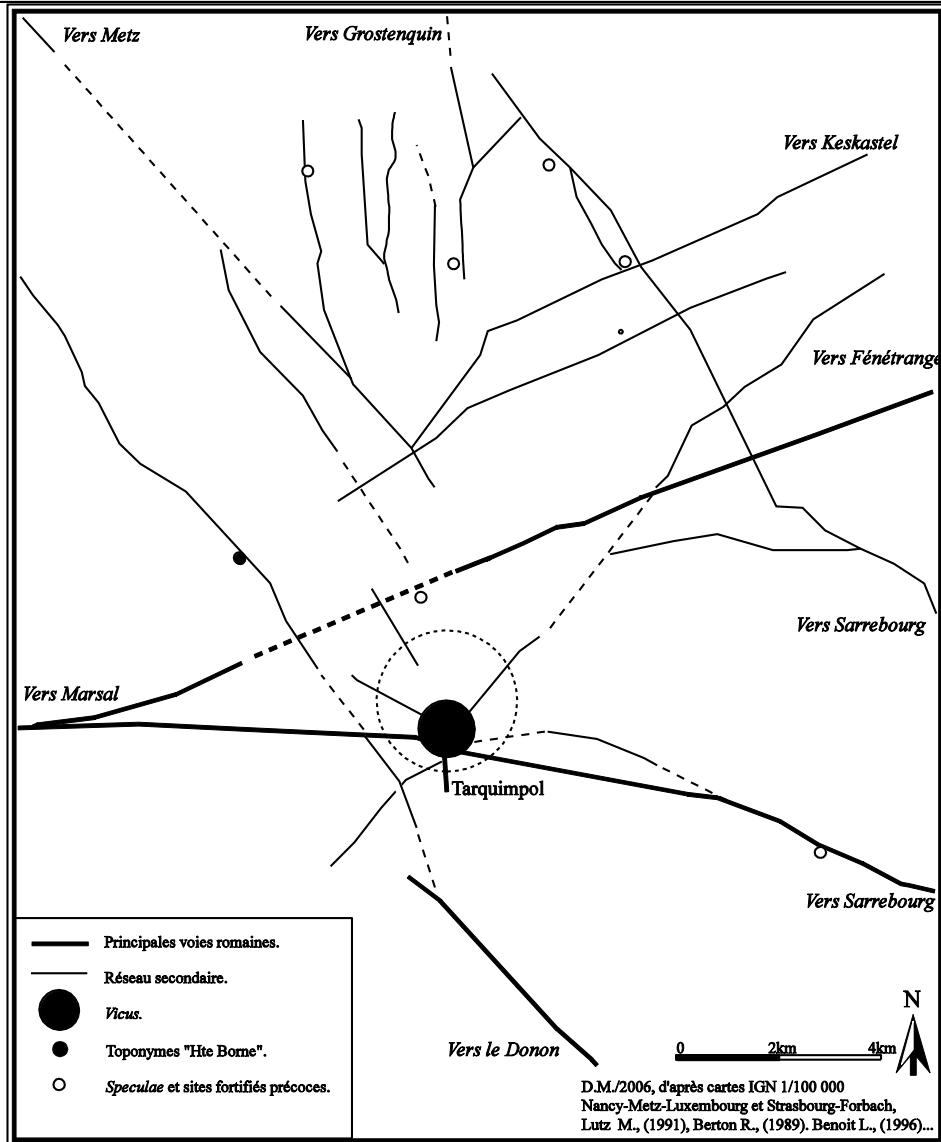 Vers Metz
Vers Grostenquin
Vers Keskastel
Vers Fénétrange
Vers Sarrebourg
Vers Marsal
Tarquimpol
Vers Sarrebourg
Vers le Donon
Principales voies romaines.
Réseau secondaire.
Vicus.
Toponymes "Hte Borne".
Speculae et sites fortifiés précoces.
N
0 2km 4km
D.M./2006, d'après cartes IGN 1/100 000
Nancy-Metz-Luxembourg et Strasbourg-Forbach,
Lutz M., (1991), Berton R., (1989). Benoit L., (1996)...